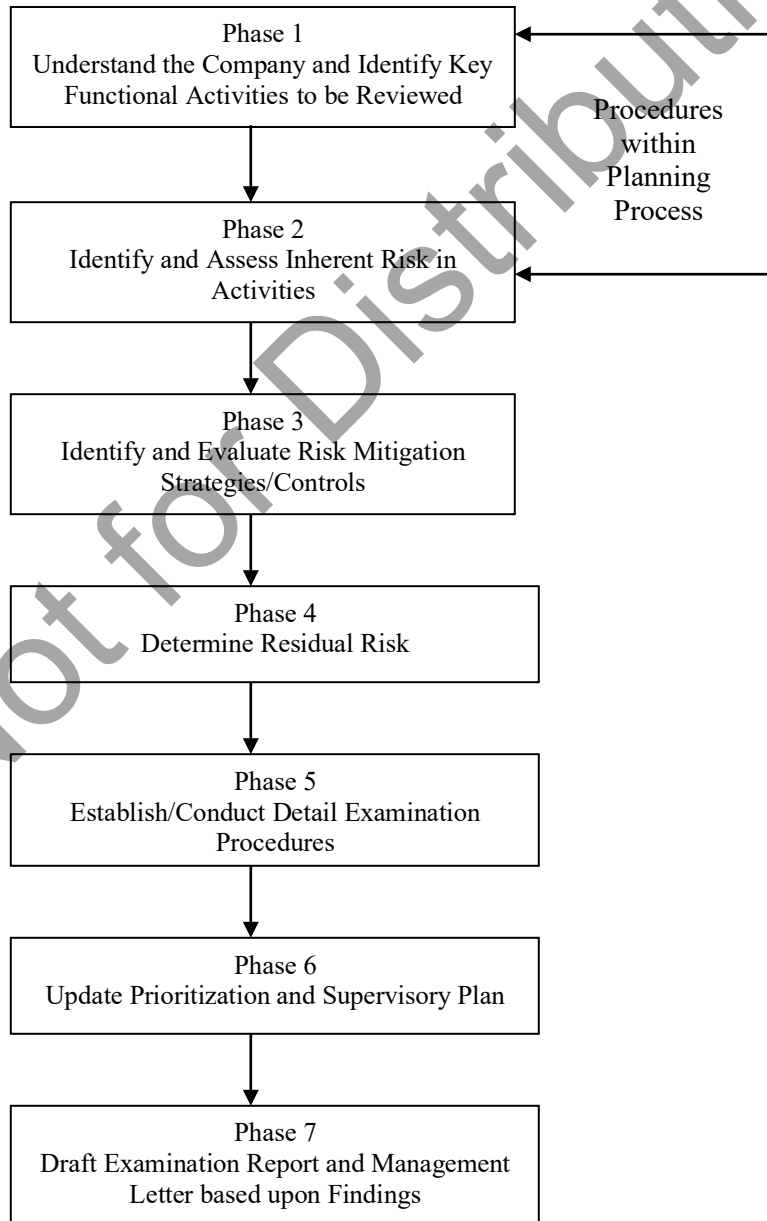 Phase 1
Understand the Company and Identify Key
Functional Activities to be Reviewed
Procedures
within
Planning
Process
Phase 2
Identify and Assess Inherent Risk in
Activities
Phase 3
Identify and Evaluate Risk Mitigation
Strategies/Controls
Phase 4
Determine Residual Risk
Phase 5
Establish/Conduct Detail Examination
Procedures
Phase 6
Update Prioritization and Supervisory Plan
Phase 7
Draft Examination Report and Management
Letter based upon Findings
Not for Distributi